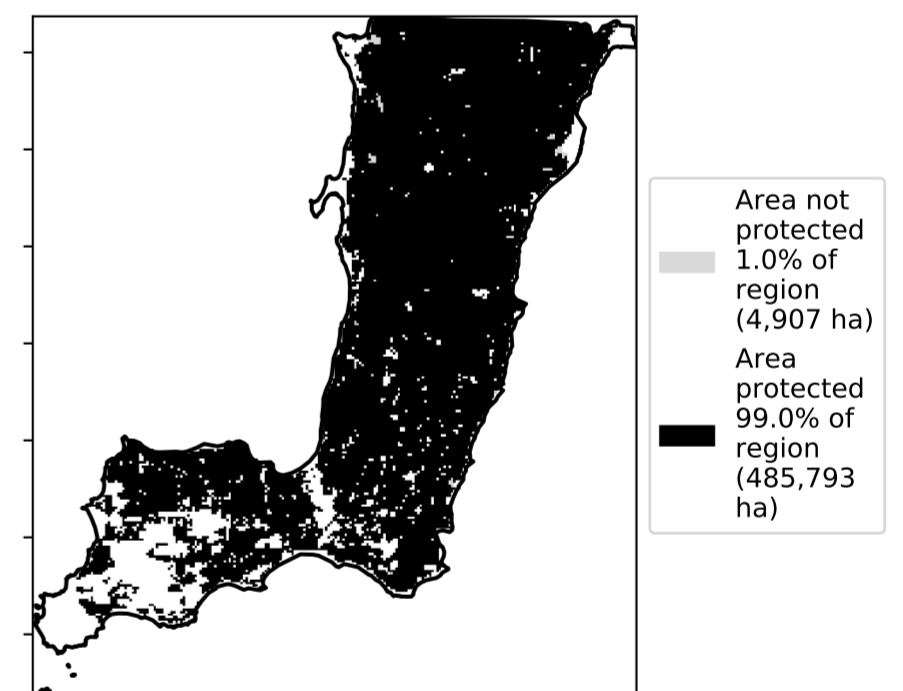 Area not
protected
1.0% of
region
(4,907 ha)
Area
protected
99.0% of
region
(485,793
ha)